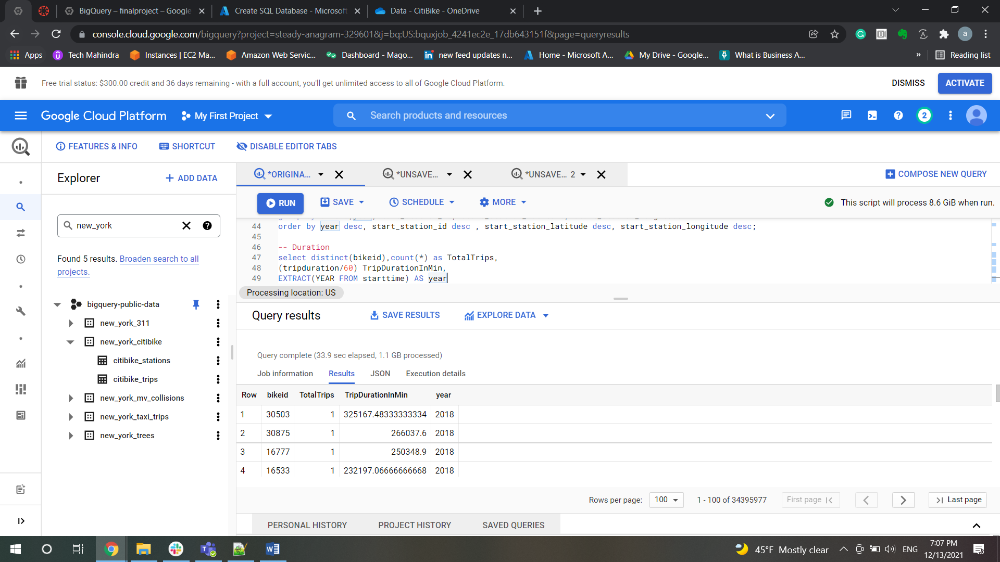 BigQuery – finalproject – Google
Create SQL Database - Microsoft
Data - CitiBike - OneDrive
console.cloud.google.com/bigquery?project=steady-anagram-329601&j=bq:US:bquxjob_4241ec2e_17db643151f&page=queryresults
a
Apps
Tech Mahindra
Instances | EC2 Ma...
Amazon Web Servic...
Dashboard - Mago...
new feed updates n...
Home - Microsoft A...
My Drive - Google...
What is Business A...
»
Reading list
Free trial status: $300.00 credit and 36 days remaining - with a full account, you'll get unlimited access to all of Google Cloud Platform.
DISMISS
ACTIVATE
Google Cloud Platform
My First Project
Search products and resources
2
FEATURES & INFO
SHORTCUT
DISABLE EDITOR TABS
Explorer
+ ADD DATA
*ORIGINA...
*UNSAVE...
*UNSAVE... 2
COMPOSE NEW QUERY
RUN
SAVE
SCHEDULE
MORE
This script will process 8.6 GiB when run.
new_york
Found 5 results. Broaden search to all
projects.
bigquery-public-data
new_york_311
new_york_citibike
citibike_stations
citibike_trips
new_york_mv_collisions
new_york_taxi_trips
new_york_trees
44 order by year desc, start_station_id desc , start_station_latitude desc, start_station_longitude desc;
45
46 -- Duration
47 select distinct(bikeid),count(*) as TotalTrips,
48 (tripduration/60) TripDurationInMin,
49 EXTRACT(YEAR FROM starttime) AS year
Processing location: US
Query results
SAVE RESULTS
EXPLORE DATA
Query complete (33.9 sec elapsed, 1.1 GB processed)
Job information
Results
JSON
Execution details
Row bikeid TotalTrips TripDurationInMin year
1 30503 1 325167.48333333334 2018
2 30875 1 266037.6 2018
3 16777 1 250348.9 2018
4 16533 1 232197.06666666668 2018
Rows per page: 100
1 - 100 of 34395977
First page
Last page
PERSONAL HISTORY
PROJECT HISTORY
SAVED QUERIES
45°F Mostly clear
ENG
7:07 PM
12/13/2021